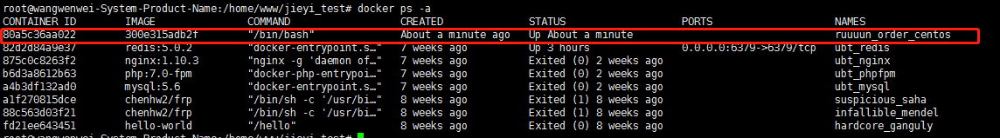 root@wangwenwei-System-Product-Name:/home/www/jieyi_test# docker ps -a
CONTAINER ID IMAGE COMMAND CREATED STATUS PORTS NAMES
80a5c36aa022 300e315adb2f "/bin/bash" About a minute ago Up About a minute ruuuun_order_centos
82d2d84a9e37 redis:5.0.2 "docker-entrypoint.s…" 7 weeks ago Up 3 hours 0.0.0.0:6379->6379/tcp ubt_redis
875c0c8263f2 nginx:1.10.3 "nginx -g 'daemon of…" 7 weeks ago Exited (0) 2 weeks ago ubt_nginx
b6d3a8612b63 php:7.0-fpm "docker-php-entrypoi…" 7 weeks ago Exited (0) 2 weeks ago ubt_phpfpm
a4b3df132ad0 mysql:5.6 "docker-entrypoint.s…" 7 weeks ago Exited (0) 2 weeks ago ubt_mysql
a1f270815dce chenhw2/frp "/bin/sh -c '/usr/bi…" 8 weeks ago Exited (1) 8 weeks ago suspicious_saha
88c563d03f21 chenhw2/frp "/bin/sh -c '/usr/bi…" 8 weeks ago Exited (1) 8 weeks ago infallible_mendel
fd21ee643451 hello-world "/hello" 8 weeks ago Exited (0) 8 weeks ago hardcore_ganguly
root@wangwenwei-System-Product-Name:/home/www/jieyi_test#